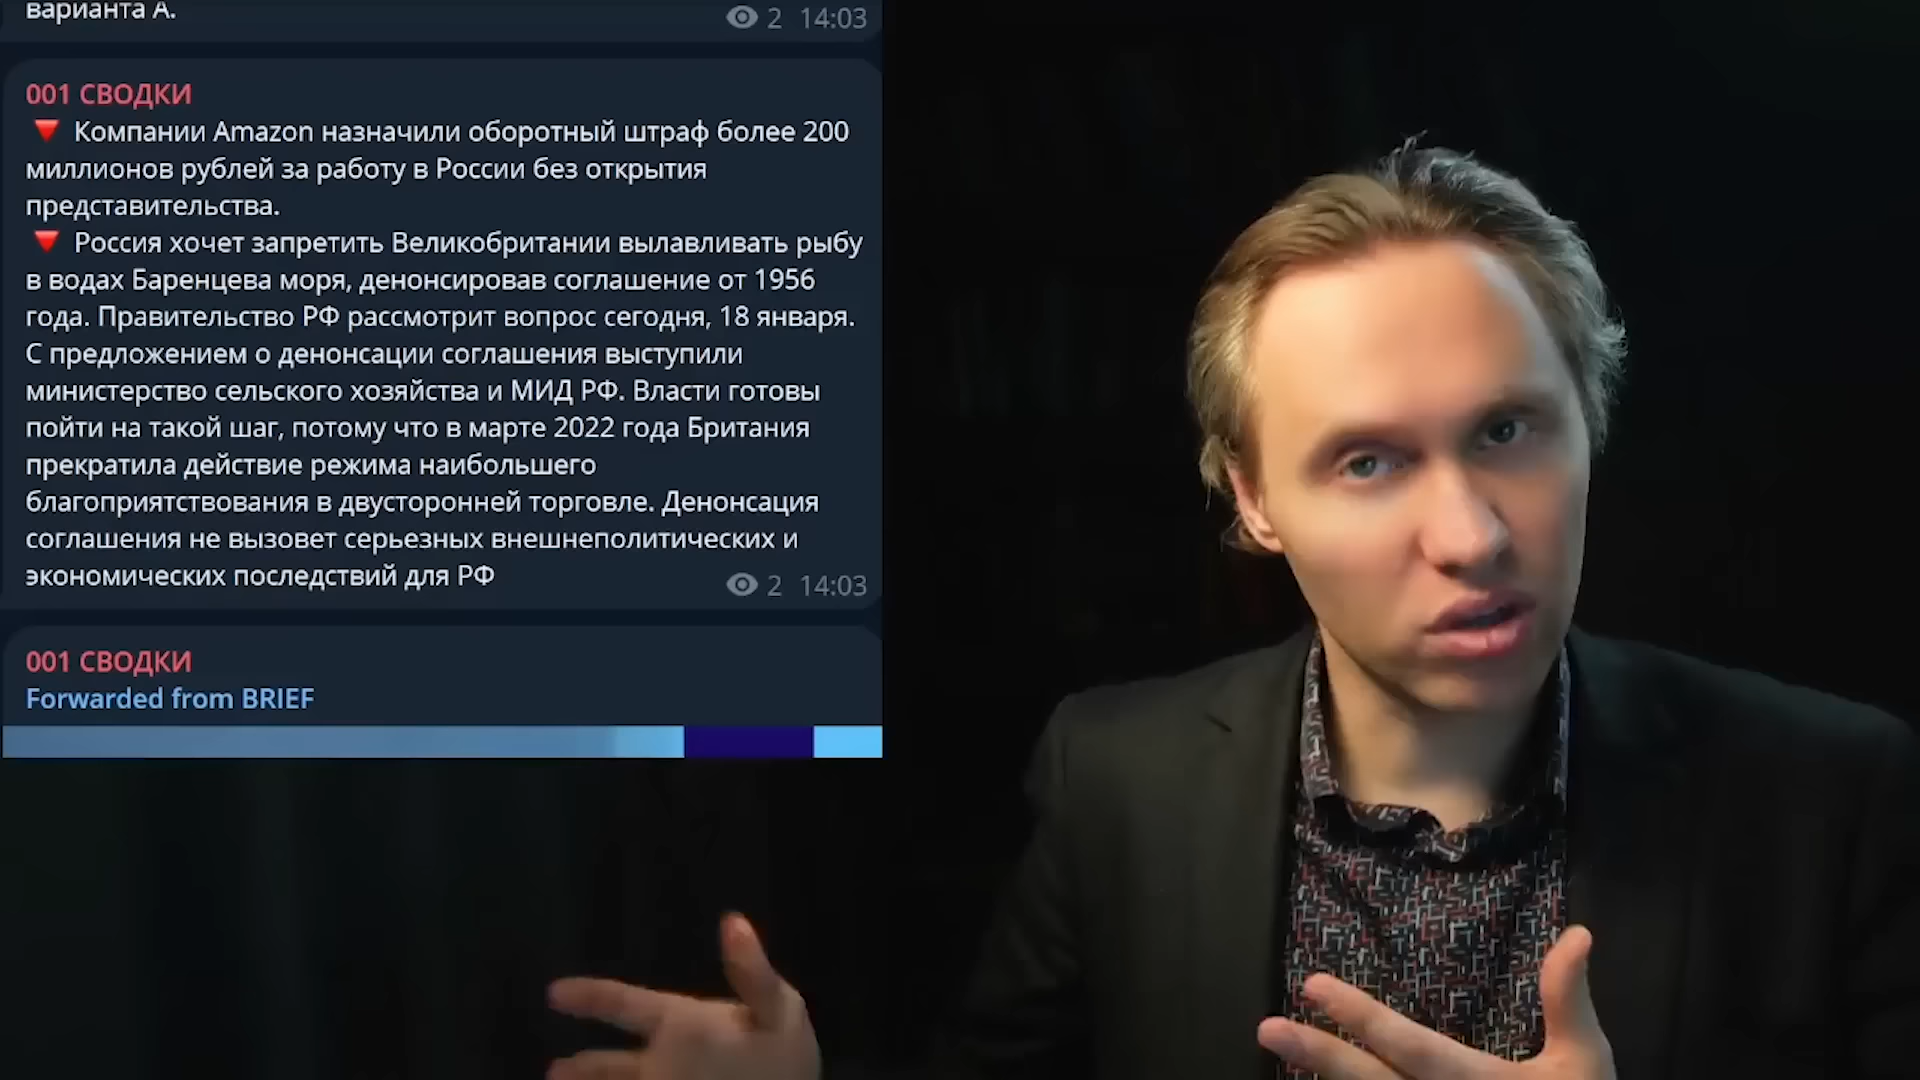 варианта А.
2 14:03
001 СВОДКИ
Компании Amazon назначили оборотный штраф более 200
миллионов рублей за работу в России без открытия
представительства.
Россия хочет запретить Великобритании вылавливать рыбу
в водах Баренцева моря, денонсировав соглашение от 1956
года. Правительство РФ рассмотрит вопрос сегодня, 18 января.
С предложением о денонсации соглашения выступили
министерство сельского хозяйства и МИД РФ. Власти готовы
пойти на такой шаг, потому что в марте 2022 года Британия
прекратила действие режима наибольшего
благоприятствования в двусторонней торговле. Денонсация
соглашения не вызовет серьезных внешнеполитических и
экономических последствий для РФ
2 14:03
001 СВОДКИ
Forwarded from BRIEF